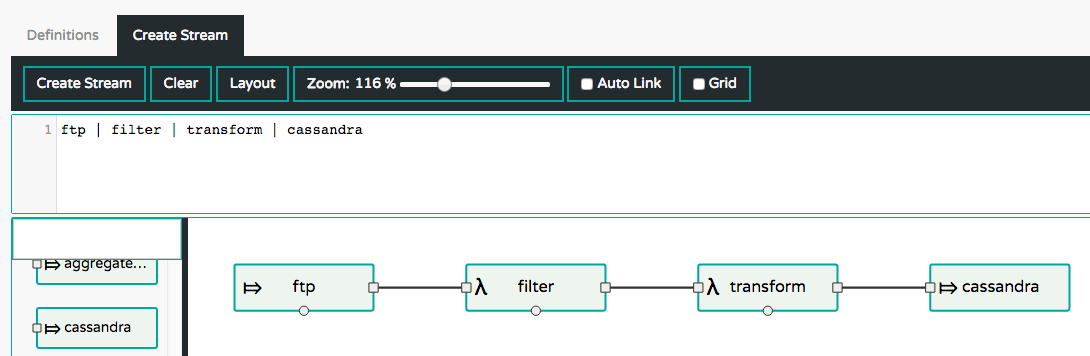 Definitions
Create Stream
Create Stream
Clear
Layout
Zoom: 116 %
Auto Link
Grid
1 ftp | filter | transform | cassandra
aggregate...
ftp
λ filter
λ transform
cassandra
cassandra